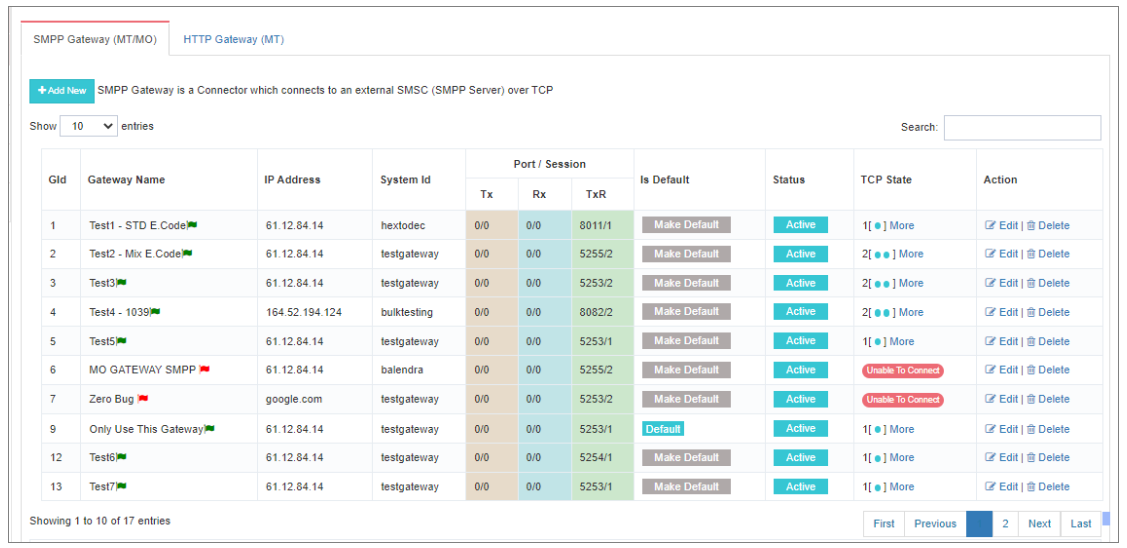 SMPP Gateway (MT/MO) HTTP Gateway (MT)
+Add New SMPP Gateway is a Connector which connects to an external SMSC (SMPP Server) over TCP
Show 10 entries Search:
GId Gateway Name IP Address System Id Port / Session Is Default Status TCP State Action
Tx Rx TxR
1 Test1 - STD E.Code 61.12.84.14 hextodec 0/0 0/0 8011/1 Make Default Active 1[ ● ] More Edit | Delete
2 Test2 - Mix E.Code 61.12.84.14 testgateway 0/0 0/0 5255/2 Make Default Active 2[ ● ● ] More Edit | Delete
3 Test3 61.12.84.14 testgateway 0/0 0/0 5253/2 Make Default Active 2[ ● ● ] More Edit | Delete
4 Test4 - 1039 164.52.194.124 bulktesting 0/0 0/0 8082/2 Make Default Active 2[ ● ● ] More Edit | Delete
5 Test5 61.12.84.14 testgateway 0/0 0/0 5253/1 Make Default Active 1[ ● ] More Edit | Delete
6 MO GATEWAY SMPP 61.12.84.14 balendra 0/0 0/0 5255/2 Make Default Active Unable To Connect Edit | Delete
7 Zero Bug google.com testgateway 0/0 0/0 5253/2 Make Default Active Unable To Connect Edit | Delete
9 Only Use This Gateway 61.12.84.14 testgateway 0/0 0/0 5253/1 Default Active 1[ ● ] More Edit | Delete
12 Test6 61.12.84.14 testgateway 0/0 0/0 5254/1 Make Default Active 1[ ● ] More Edit | Delete
13 Test7 61.12.84.14 testgateway 0/0 0/0 5253/1 Make Default Active 1[ ● ] More Edit | Delete
Showing 1 to 10 of 17 entries First Previous 2 Next Last